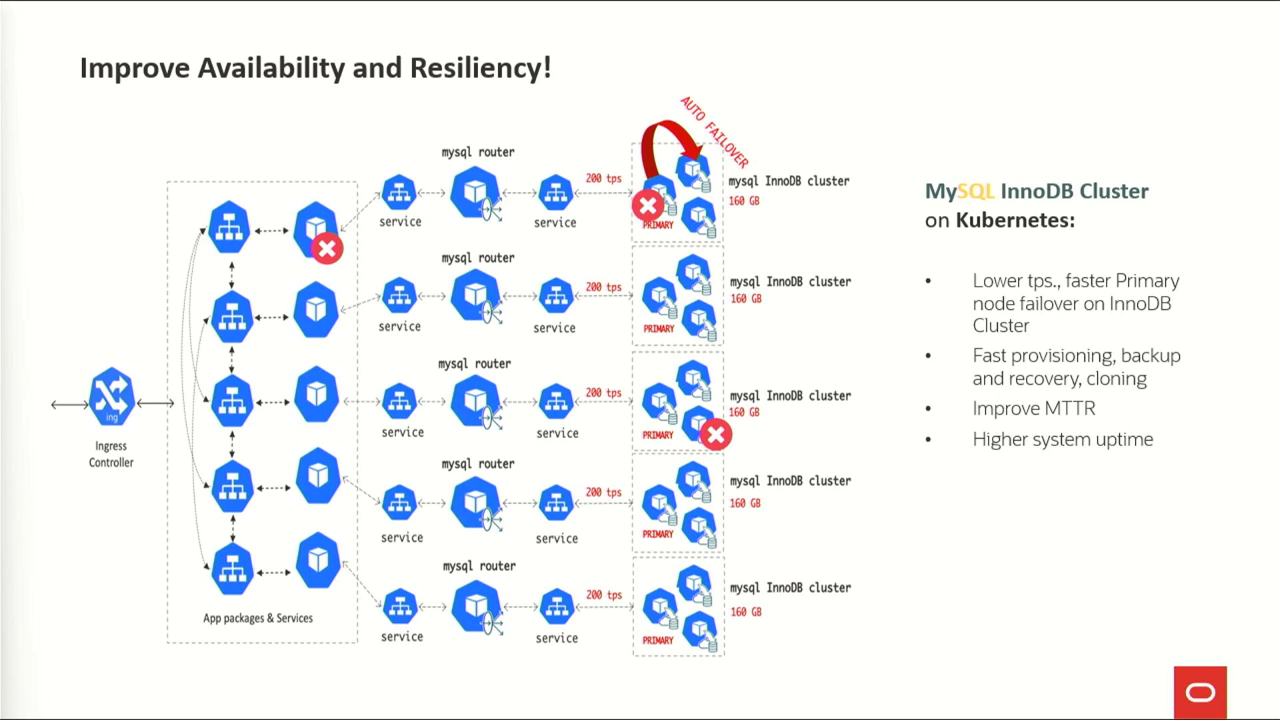 Improve Availability and Resiliency!
AUTO FAILOVER
mysql router
200 tps
mysql InnoDB cluster
160 GB
service
service
PRIMARY
mysql router
200 tps
mysql InnoDB cluster
160 GB
service
service
PRIMARY
mysql router
200 tps
mysql InnoDB cluster
160 GB
service
service
PRIMARY
mysql router
200 tps
mysql InnoDB cluster
160 GB
service
service
PRIMARY
mysql router
200 tps
mysql InnoDB cluster
160 GB
service
service
PRIMARY
ing
Ingress
Controller
App packages & Services
MySQL InnoDB Cluster
on Kubernetes:
• Lower tps., faster Primary
node failover on InnoDB
Cluster
• Fast provisioning, backup
and recovery, cloning
• Improve MTTR
• Higher system uptime